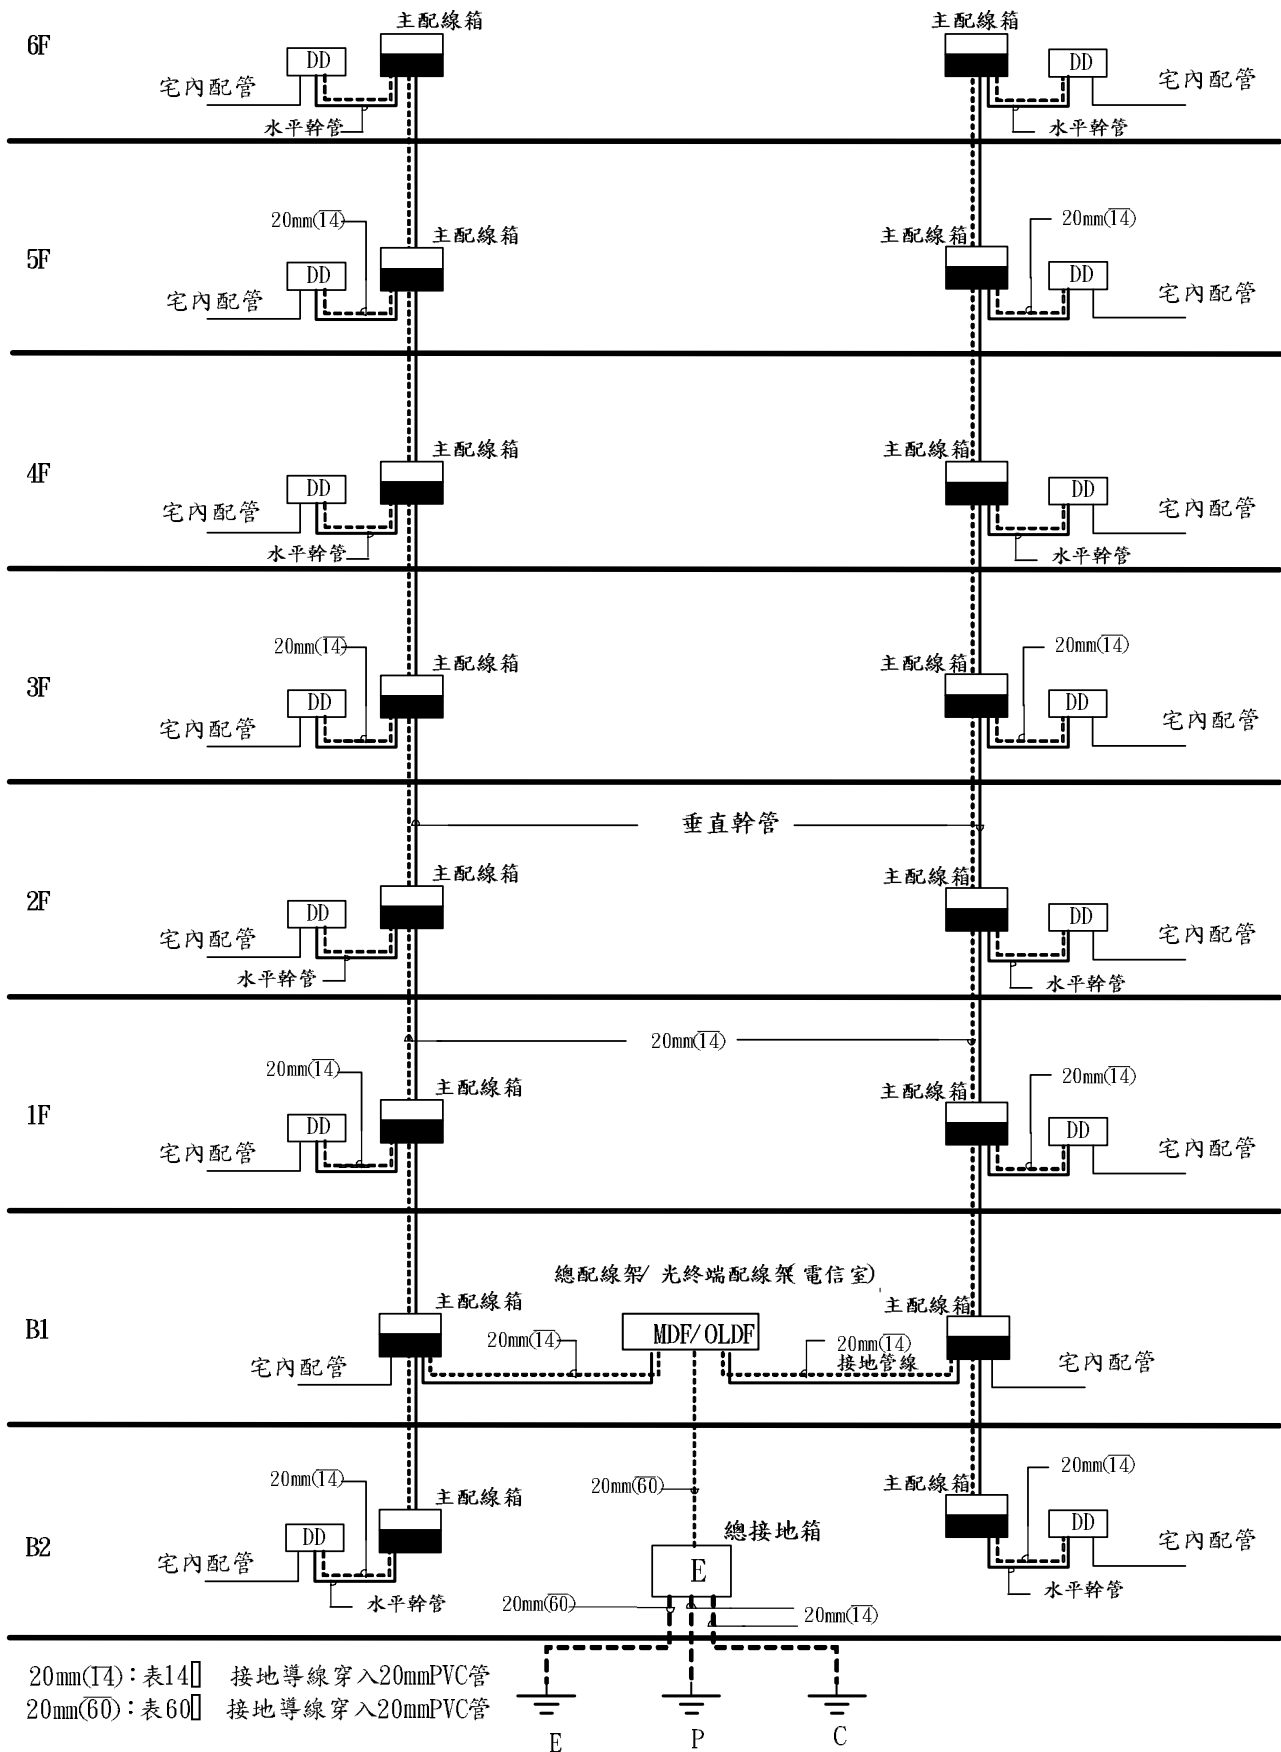 主配線箱
主配線箱
6F
DD
DD
宅內配管
宅內配管
水平幹管
水平幹管
20mm(14)
20mm(14)
主配線箱
主配線箱
5F
DD
DD
宅內配管
宅內配管
主配線箱
主配線箱
4F
DD
DD
宅內配管
宅內配管
水平幹管
水平幹管
20mm(14)
20mm(14)
主配線箱
主配線箱
3F
DD
DD
宅內配管
宅內配管
垂直幹管
主配線箱
主配線箱
2F
DD
DD
宅內配管
宅內配管
水平幹管
水平幹管
20mm(14)
20mm(14)
20mm(14)
主配線箱
主配線箱
1F
DD
DD
宅內配管
宅內配管
總配線架/ 光終端配線架(電信室)
主配線箱
主配線箱
B1
MDF/OLDF
20mm(14)
20mm(14)
接地管線
宅內配管
宅內配管
20mm(14)
20mm(14)
20mm(60)
主配線箱
主配線箱
總接地箱
B2
DD
DD
宅內配管
宅內配管
E
水平幹管
水平幹管
20mm(60)
20mm(14)
20mm(14):表14▯ 接地導線穿入20mmPVC管
20mm(60):表60▯ 接地導線穿入20mmPVC管
E
P
C